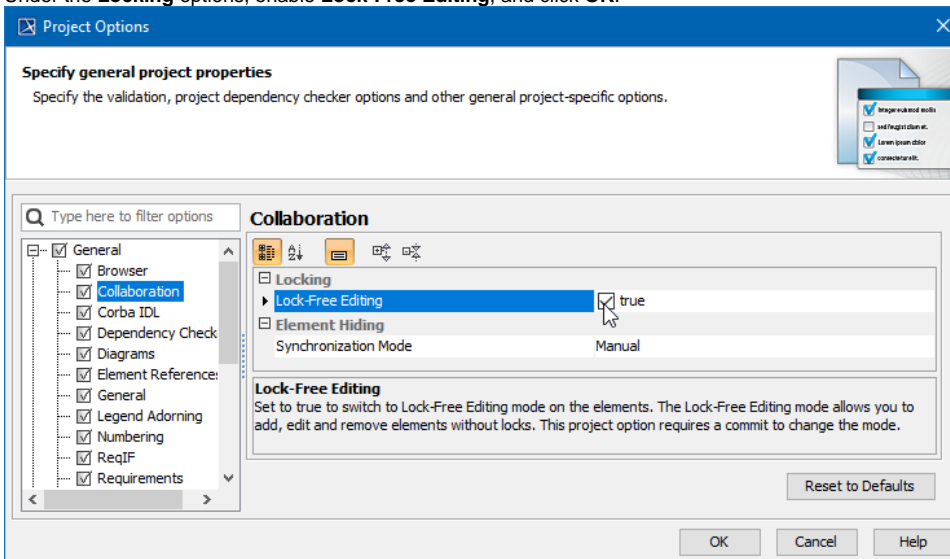 Under the Locking options, enable Lock-Free Editing, and click OK.
Project Options
Specify general project properties
Specify the validation, project dependency checker options and other general project-specific options.
Type here to filter options
Collaboration
General
Browser
Collaboration
Corba IDL
Dependency Check
Diagrams
Element References
General
Legend Adorning
Numbering
ReqIF
Requirements
Locking
Lock-Free Editing true
Element Hiding
Synchronization Mode Manual
Lock-Free Editing
Set to true to switch to Lock-Free Editing mode on the elements. The Lock-Free Editing mode allows you to
add, edit and remove elements without locks. This project option requires a commit to change the mode.
Reset to Defaults
OK Cancel Help